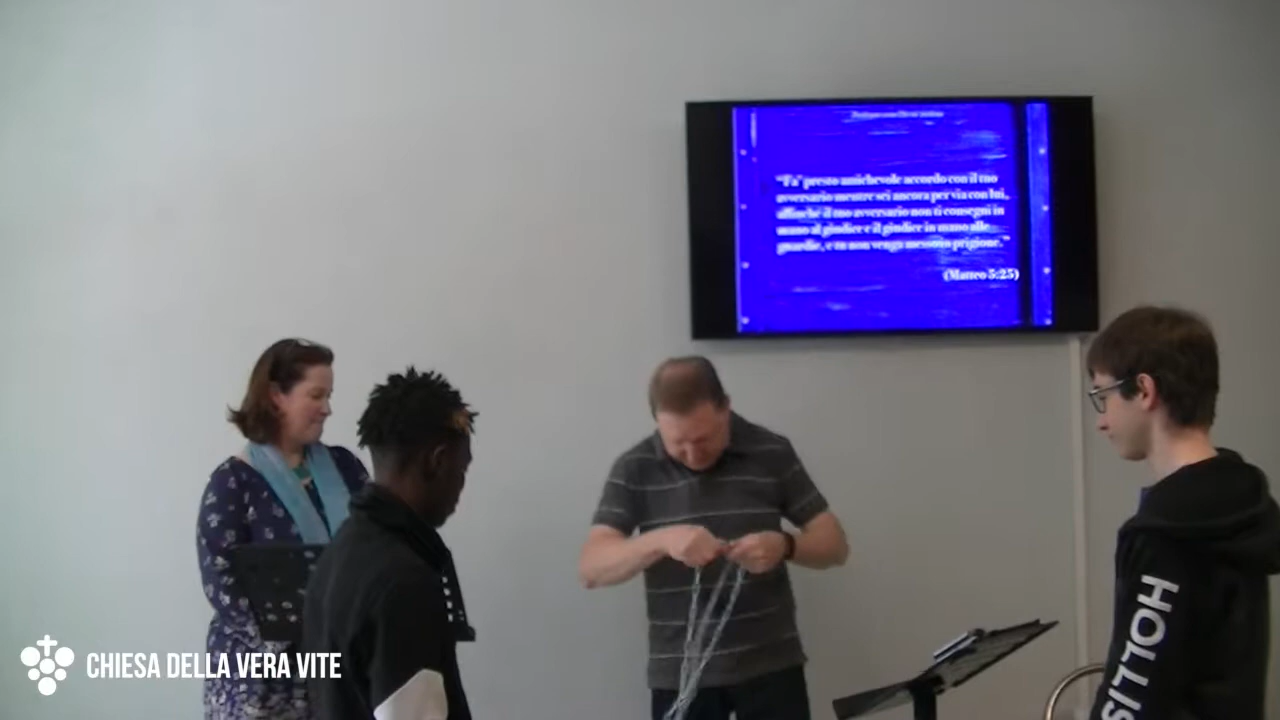 "Fa' presto amichevole accordo con il tuo
avversario mentre sei ancora per via con lui,
affinché il tuo avversario non ti consegni in
mano al giudice e il giudice in mano alle
guardie, e tu non venga messo in prigione."
(Matteo 5:25)
HOLLIS
CHIESA DELLA VERA VITE